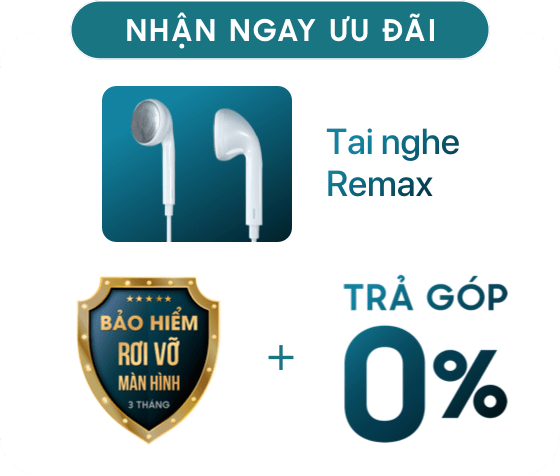 NHẬN NGAY ƯU ĐÃI
Tai nghe
Remax
BẢO HIỂM
RƠI VỠ
MÀN HÌNH
3 THÁNG
+
TRẢ GÓP
0%